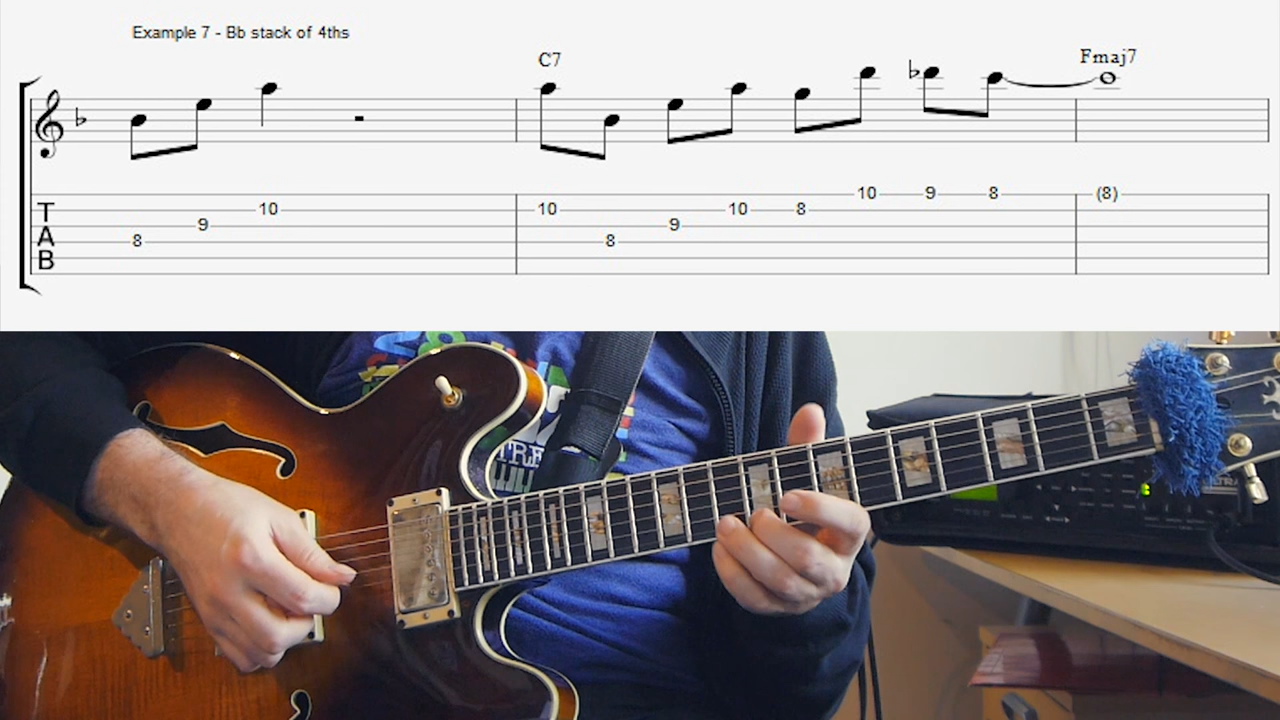 Example 7 - Bb stack of 4ths
C7
Fmaj7
10 9 8 (8)
T 10 10 10 8
9 9
A 8 8
B